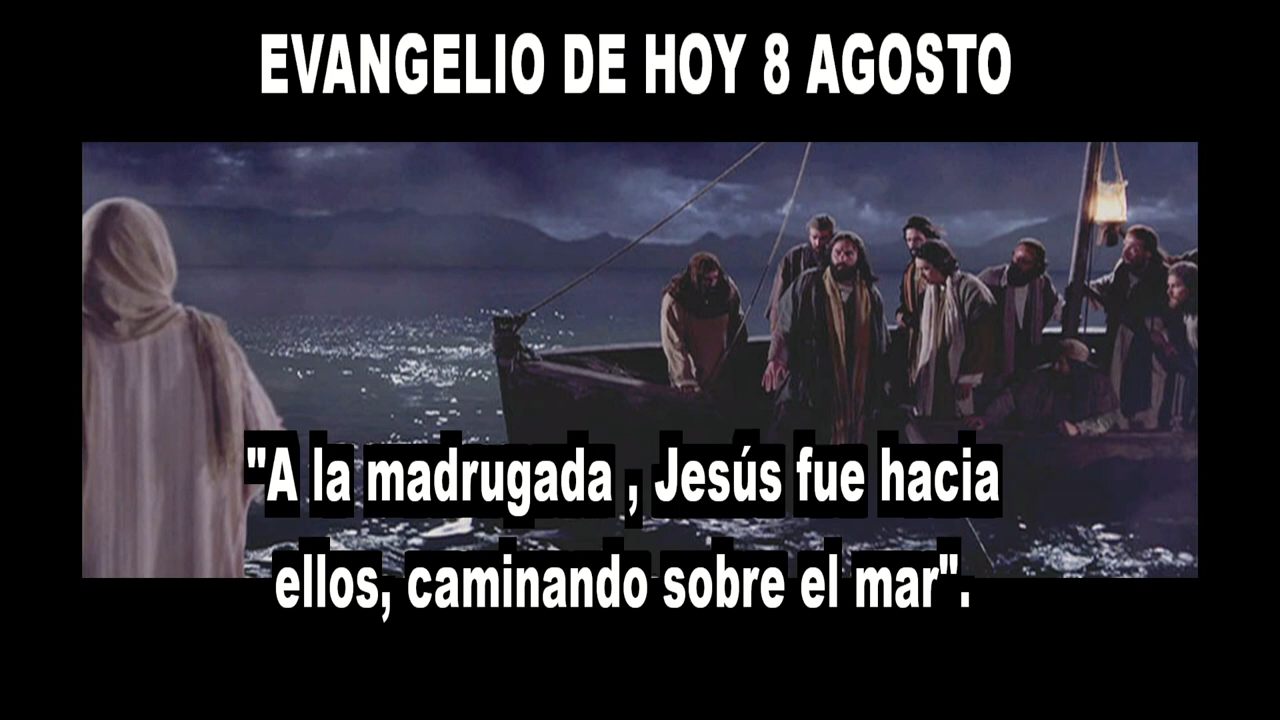 EVANGELIO DE HOY 8 AGOSTO
"A la madrugada , Jesús fue hacia
ellos, caminando sobre el mar".